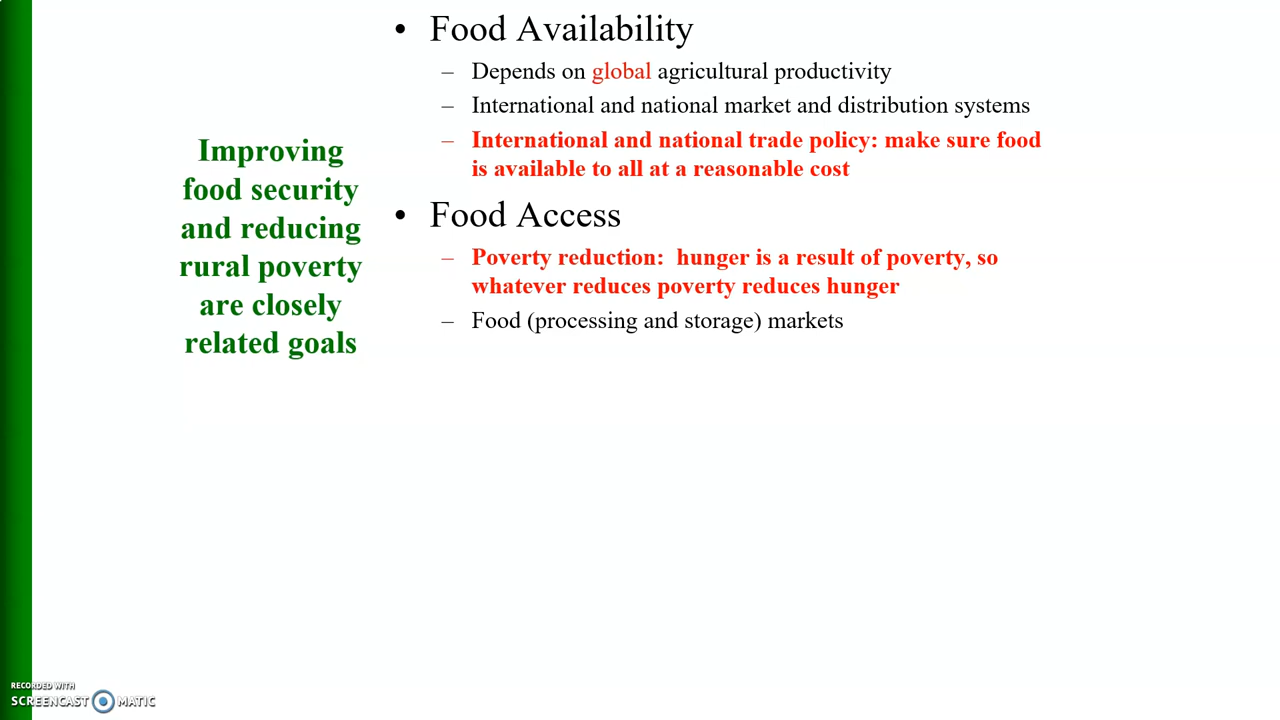 Improving
food security
and reducing
rural poverty
are closely
related goals
• Food Availability
– Depends on global agricultural productivity
– International and national market and distribution systems
– International and national trade policy: make sure food
is available to all at a reasonable cost
• Food Access
– Poverty reduction:  hunger is a result of poverty, so
whatever reduces poverty reduces hunger
– Food (processing and storage) markets
RECORDED WITH
SCREENCAST MATIC